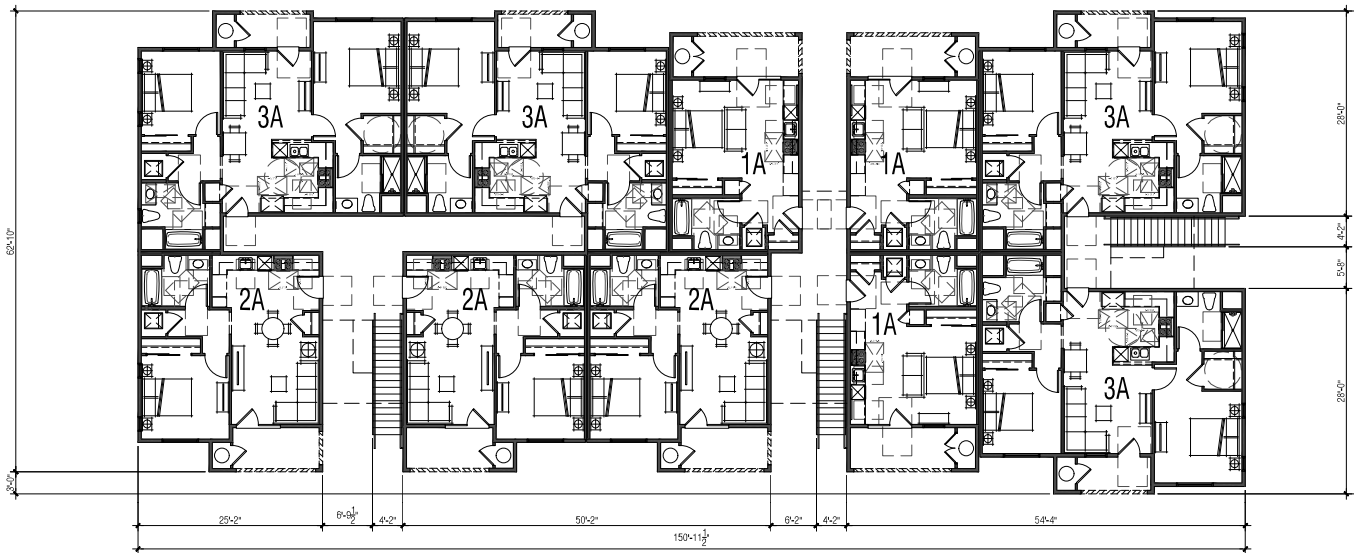 3A
3A
3A
1A
1A
2A
2A
2A
1A
3A
62'-10"
3'-0"
28'-0"
4'-2"
5'-8"
28'-0"
25'-2"
6'-9 1/2"
4'-2"
50'-2"
6'-2"
4'-2"
54'-4"
150'-11 1/2"